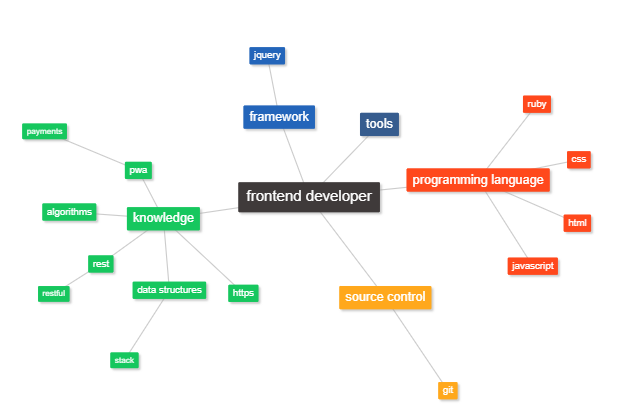 jquery
framework
tools
ruby
payments
css
pwa
programming language
frontend developer
algorithms
knowledge
html
rest
javascript
restful
data structures
https
source control
stack
git